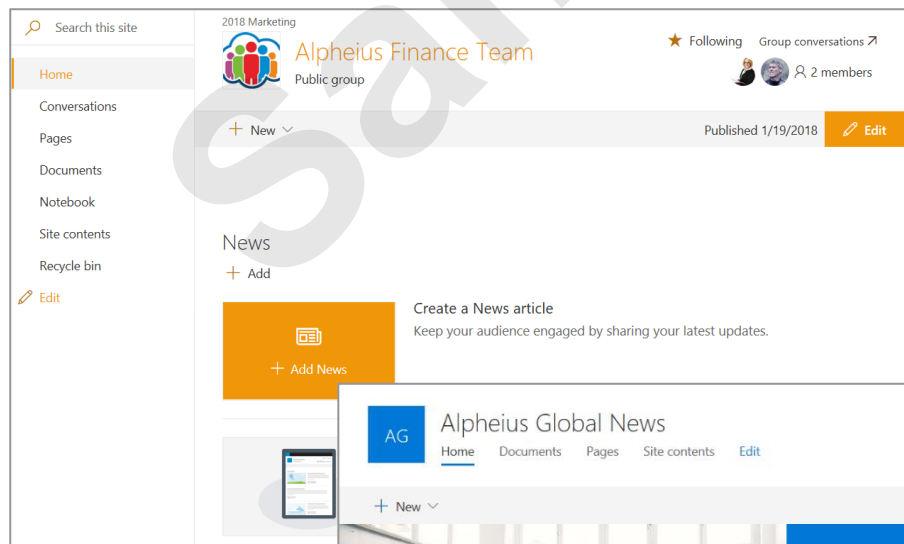 Search this site
Home
Conversations
Pages
Documents
Notebook
Site contents
Recycle bin
Edit
2018 Marketing
Alpheius Finance Team
Public group
Following Group conversations
2 members
+ New
Published 1/19/2018 Edit
News
+ Add
+ Add News
Create a News article
Keep your audience engaged by sharing your latest updates.
AG
Alpheius Global News
Home Documents Pages Site contents Edit
+ New